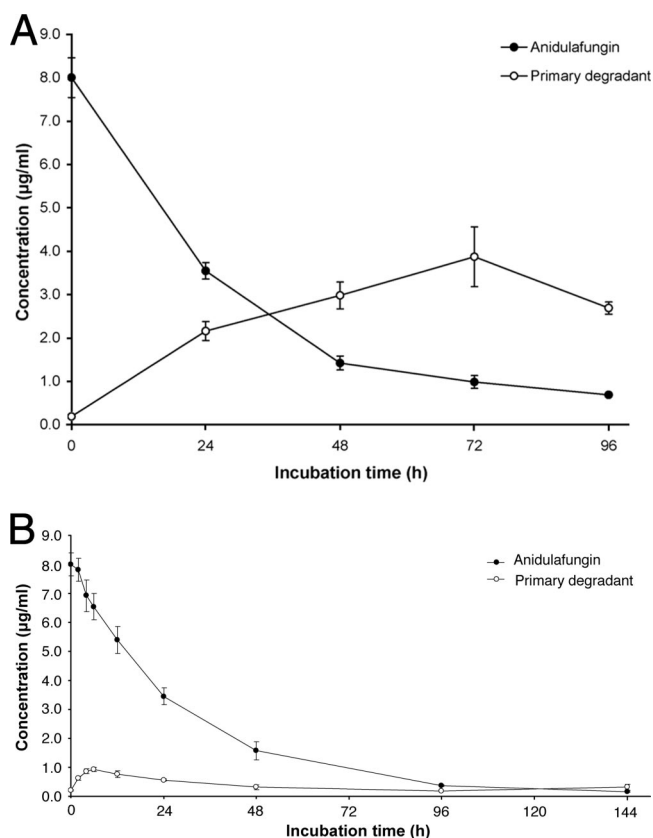 A
Anidulafungin
Primary degradant
Concentration (µg/ml)
9.0
8.0
7.0
6.0
5.0
4.0
3.0
2.0
1.0
0.0
0 24 48 72 96
Incubation time (h)
B
Anidulafungin
Primary degradant
Concentration (µg/ml)
9.0
8.0
7.0
6.0
5.0
4.0
3.0
2.0
1.0
0.0
0 24 48 72 96 120 144
Incubation time (h)